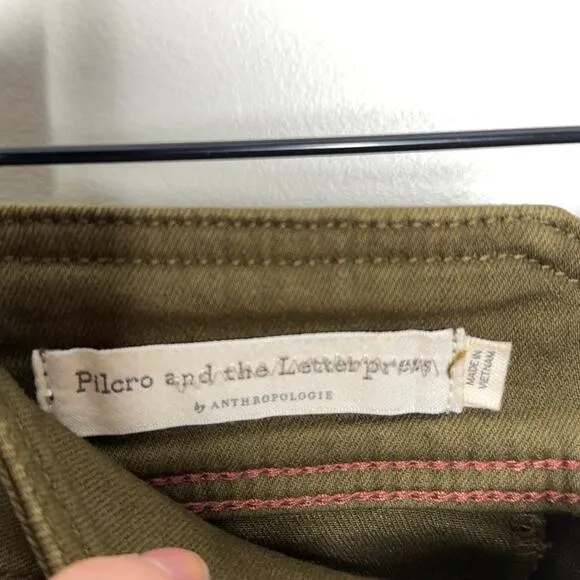 Pilcro and the Letterpress
by ANTHROPOLOGIE
MADE IN
VIETNAM